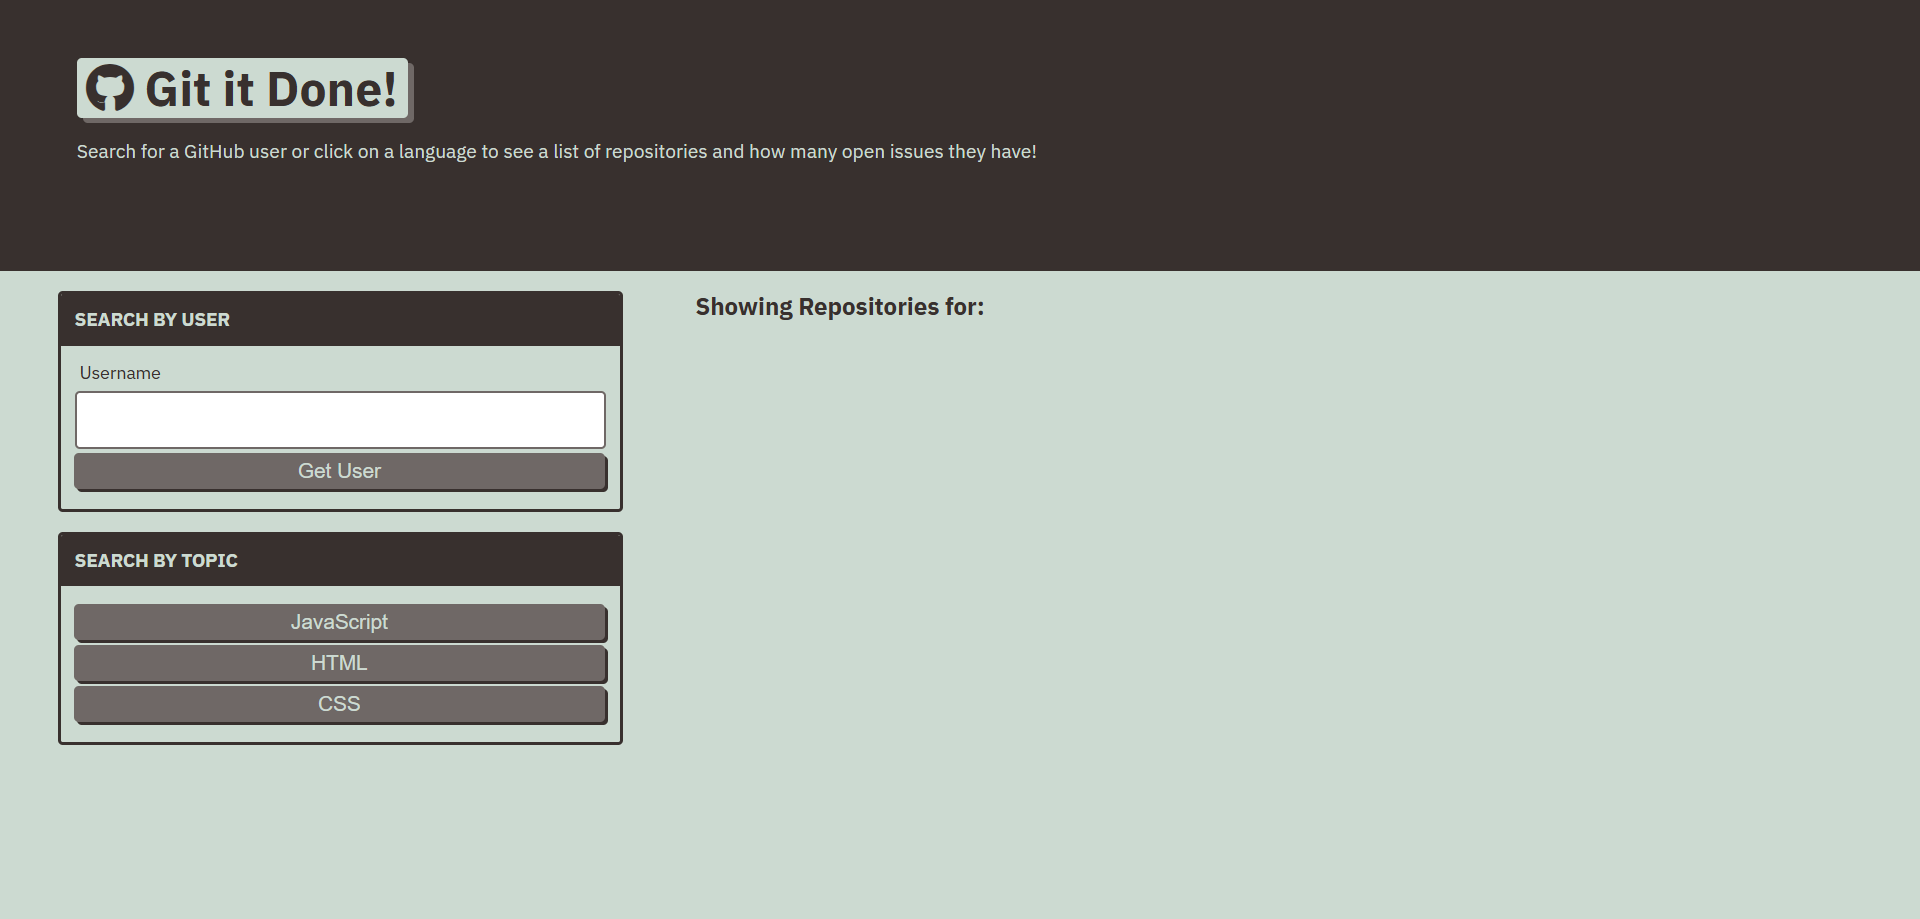 Git it Done!
Search for a GitHub user or click on a language to see a list of repositories and how many open issues they have!
SEARCH BY USER
Username
Get User
SEARCH BY TOPIC
JavaScript
HTML
CSS
Showing Repositories for: